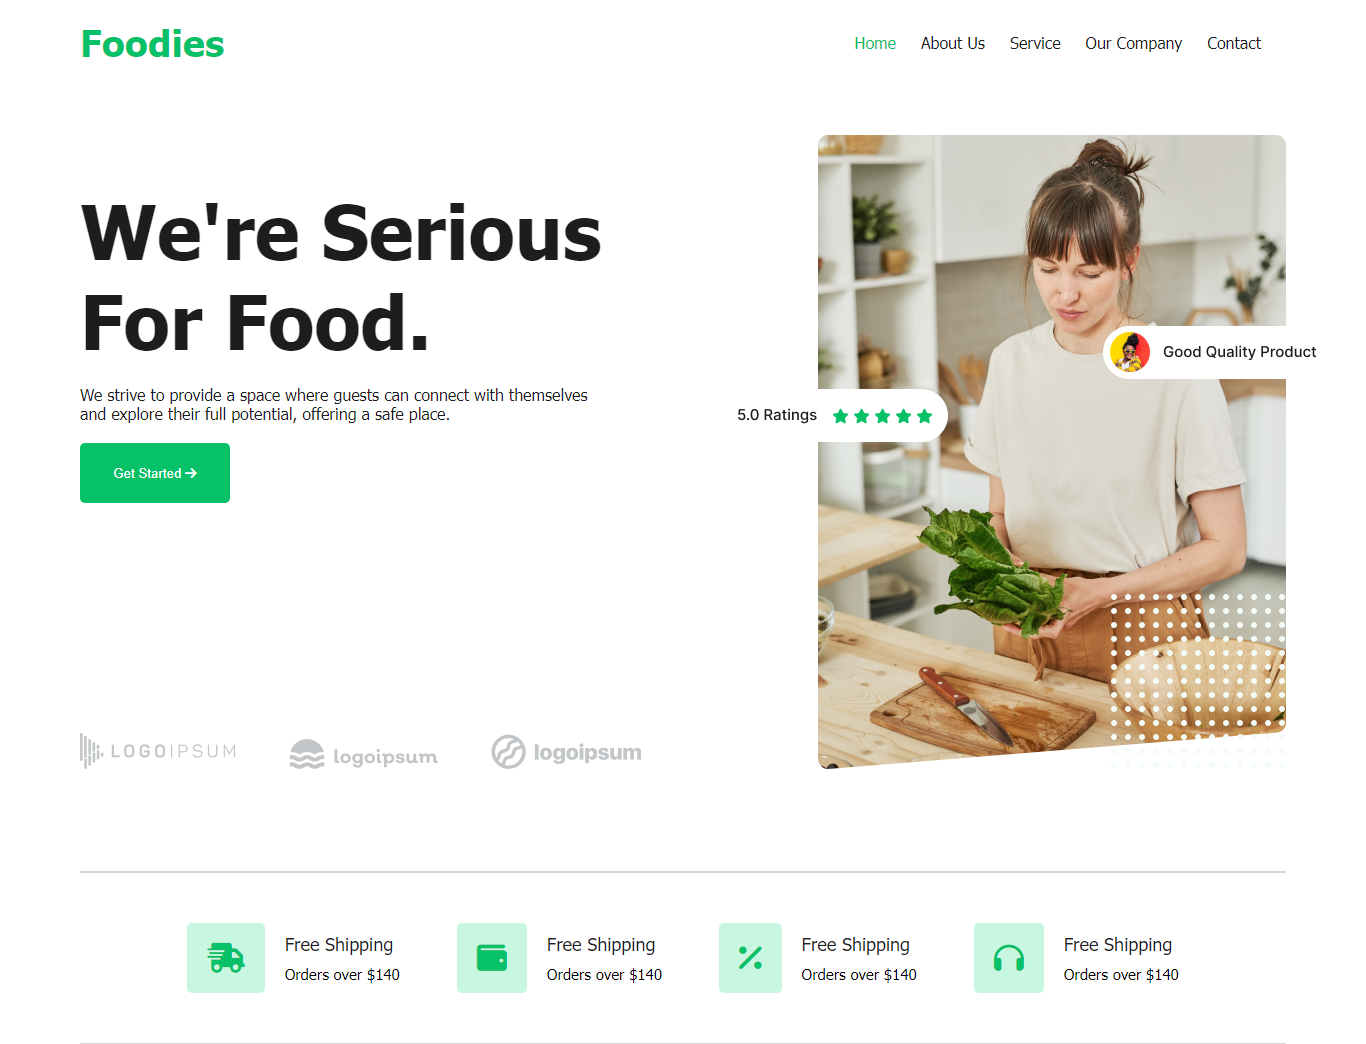 Foodies
Home About Us Service Our Company Contact
We're Serious
For Food.
We strive to provide a space where guests can connect with themselves
and explore their full potential, offering a safe place.
Get Started
Good Quality Product
5.0 Ratings
LOGOIPSUM logoipsum logoipsum
Free Shipping
Orders over $140
Free Shipping
Orders over $140
Free Shipping
Orders over $140
Free Shipping
Orders over $140